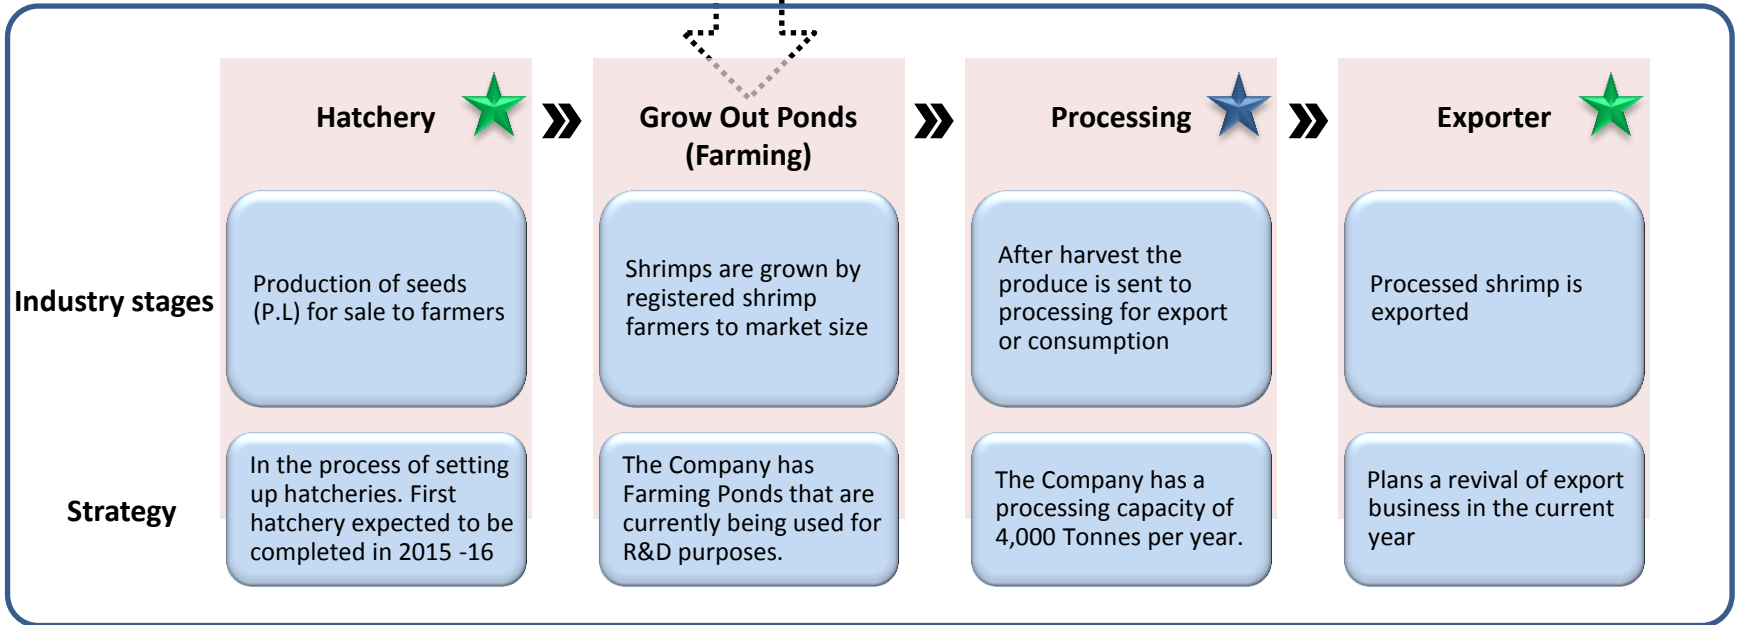 Hatchery
Grow Out Ponds
(Farming)
Processing
Exporter
Industry stages
Production of seeds
(P.L) for sale to farmers
Shrimps are grown by
registered shrimp
farmers to market size
After harvest the
produce is sent to
processing for export
or consumption
Processed shrimp is
exported
Strategy
In the process of setting
up hatcheries. First
hatchery expected to be
completed in 2015 -16
The Company has
Farming Ponds that are
currently being used for
R&D purposes.
The Company has a
processing capacity of
4,000 Tonnes per year.
Plans a revival of export
business in the current
year